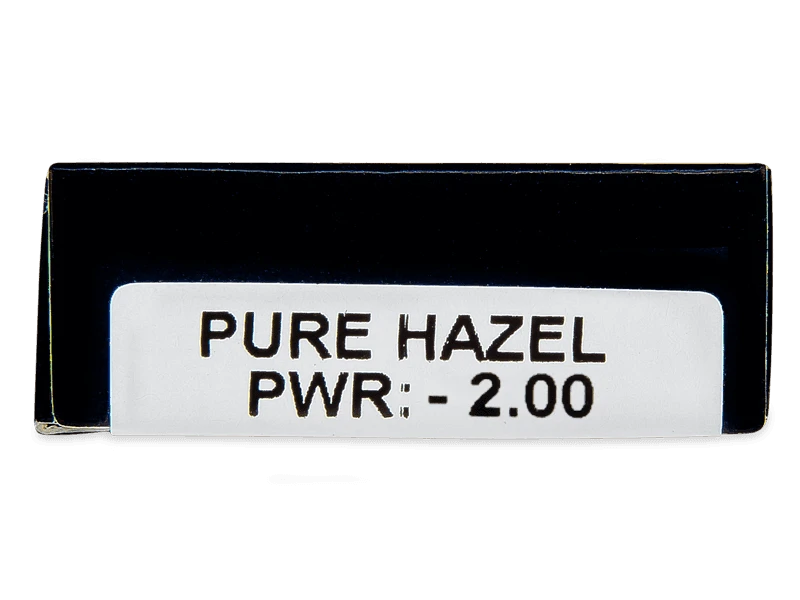 PURE HAZEL
PWR: - 2.00